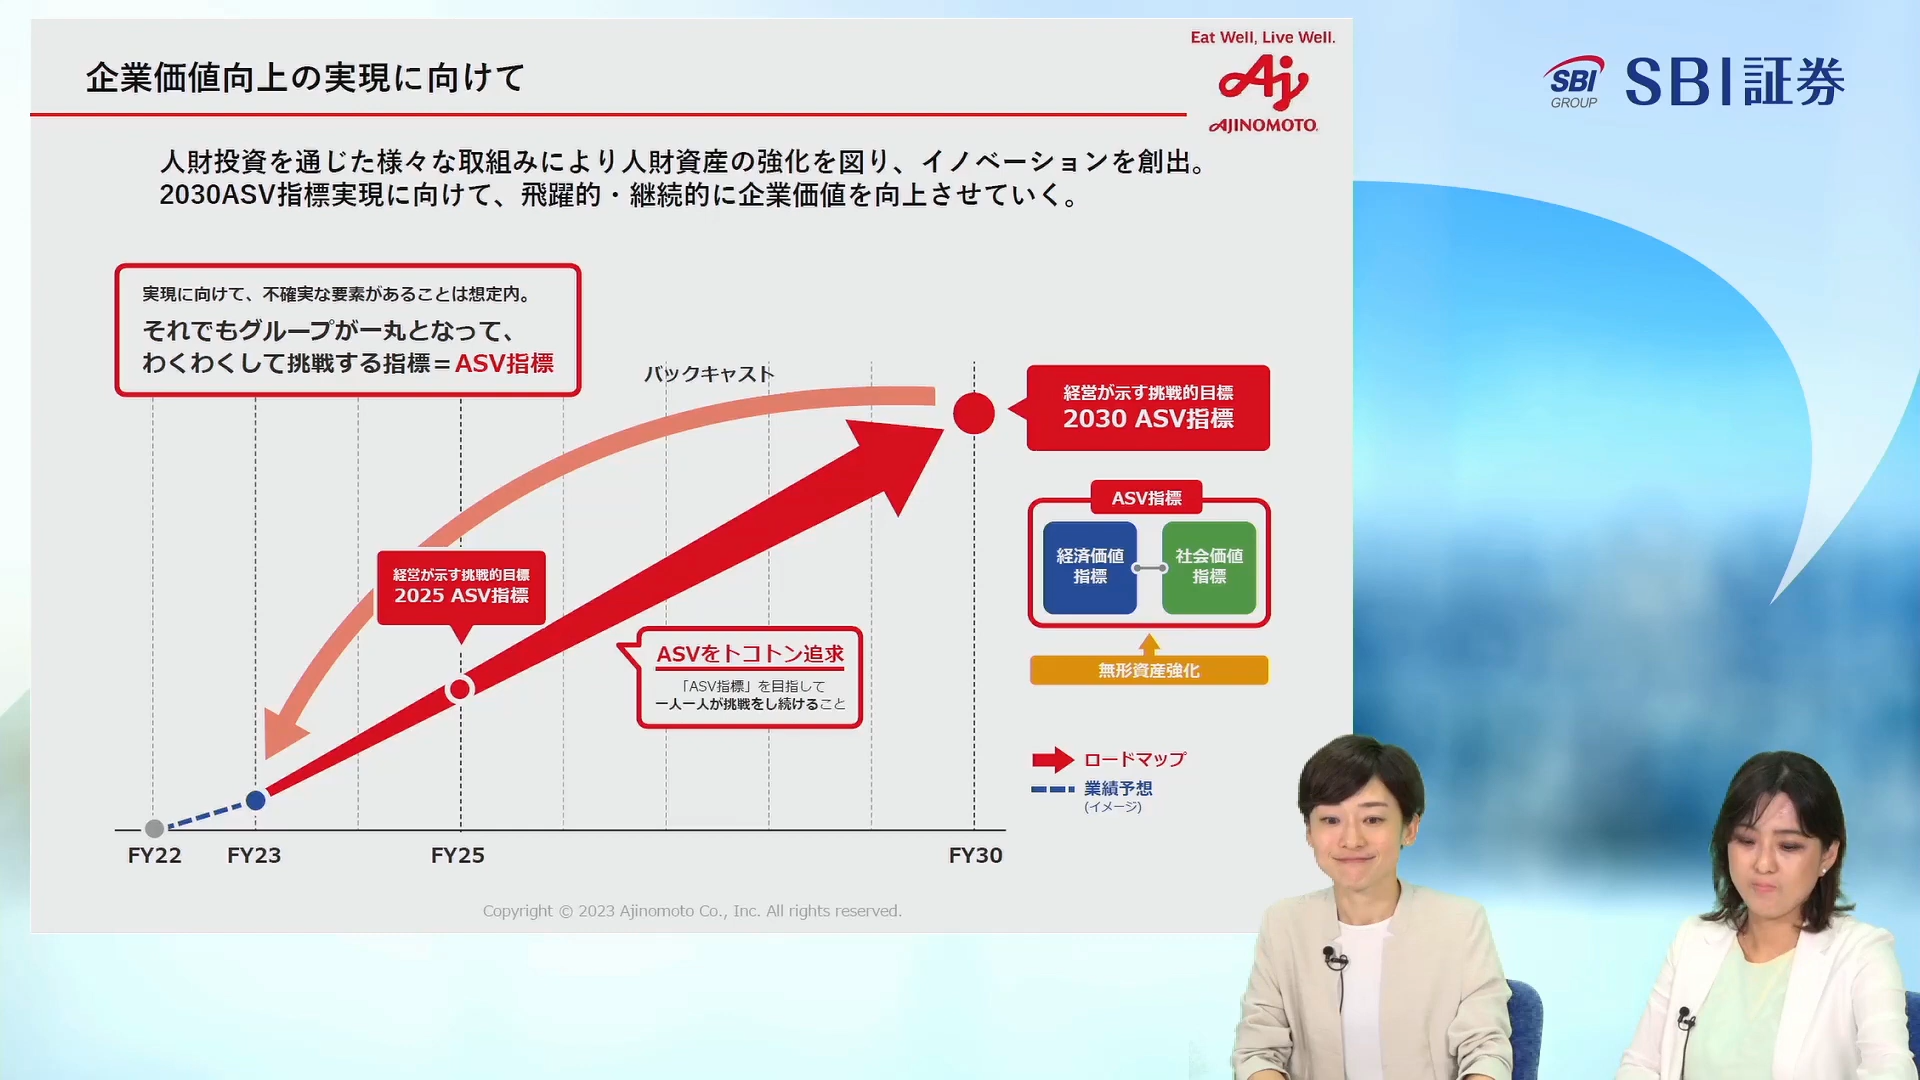 企業価値向上の実現に向けて
Eat Well, Live Well.
AJINOMOTO
SBI
GROUP
SBI証券
人財投資を通じた様々な取組みにより人財資産の強化を図り、イノベーションを創出。
2030ASV指標実現に向けて、飛躍的・継続的に企業価値を向上させていく。
実現に向けて、不確実な要素があることは想定内。
それでもグループが一丸となって、
わくわくして挑戦する指標＝ASV指標
バックキャスト
経営が示す挑戦的目標
2030 ASV指標
ASV指標
経済価値
指標
社会価値
指標
無形資産強化
経営が示す挑戦的目標
2025 ASV指標
ASVをトコトン追求
「ASV指標」を目指して
一人一人が挑戦をし続けること
ロードマップ
業績予想
(イメージ)
FY22
FY23
FY25
FY30
Copyright © 2023 Ajinomoto Co., Inc. All rights reserved.